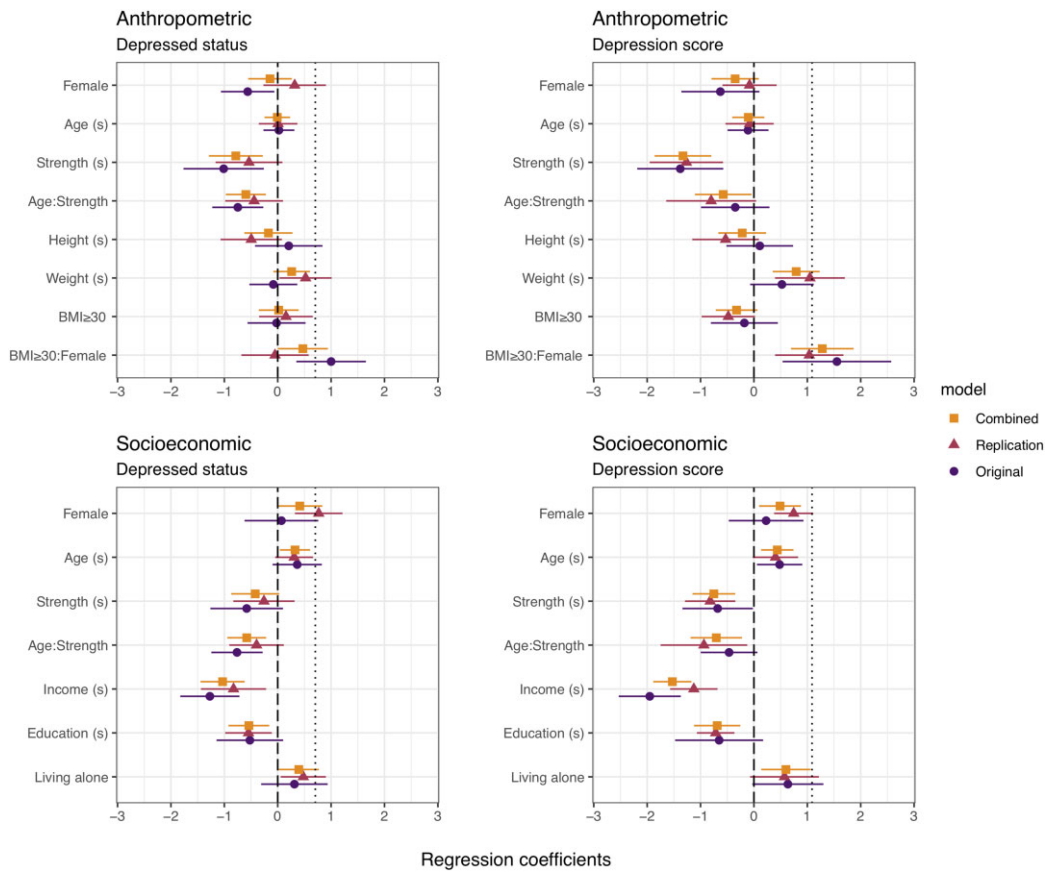 Anthropometric
Depressed status
Female
Age (s)
Strength (s)
Age:Strength
Height (s)
Weight (s)
BMI≥30
BMI≥30:Female
−3 −2 −1 0 1 2 3
Anthropometric
Depression score
Female
Age (s)
Strength (s)
Age:Strength
Height (s)
Weight (s)
BMI≥30
BMI≥30:Female
−3 −2 −1 0 1 2 3
model
Combined
Replication
Original
Socioeconomic
Depressed status
Female
Age (s)
Strength (s)
Age:Strength
Income (s)
Education (s)
Living alone
−3 −2 −1 0 1 2 3
Socioeconomic
Depression score
Female
Age (s)
Strength (s)
Age:Strength
Income (s)
Education (s)
Living alone
−3 −2 −1 0 1 2 3
Regression coefficients